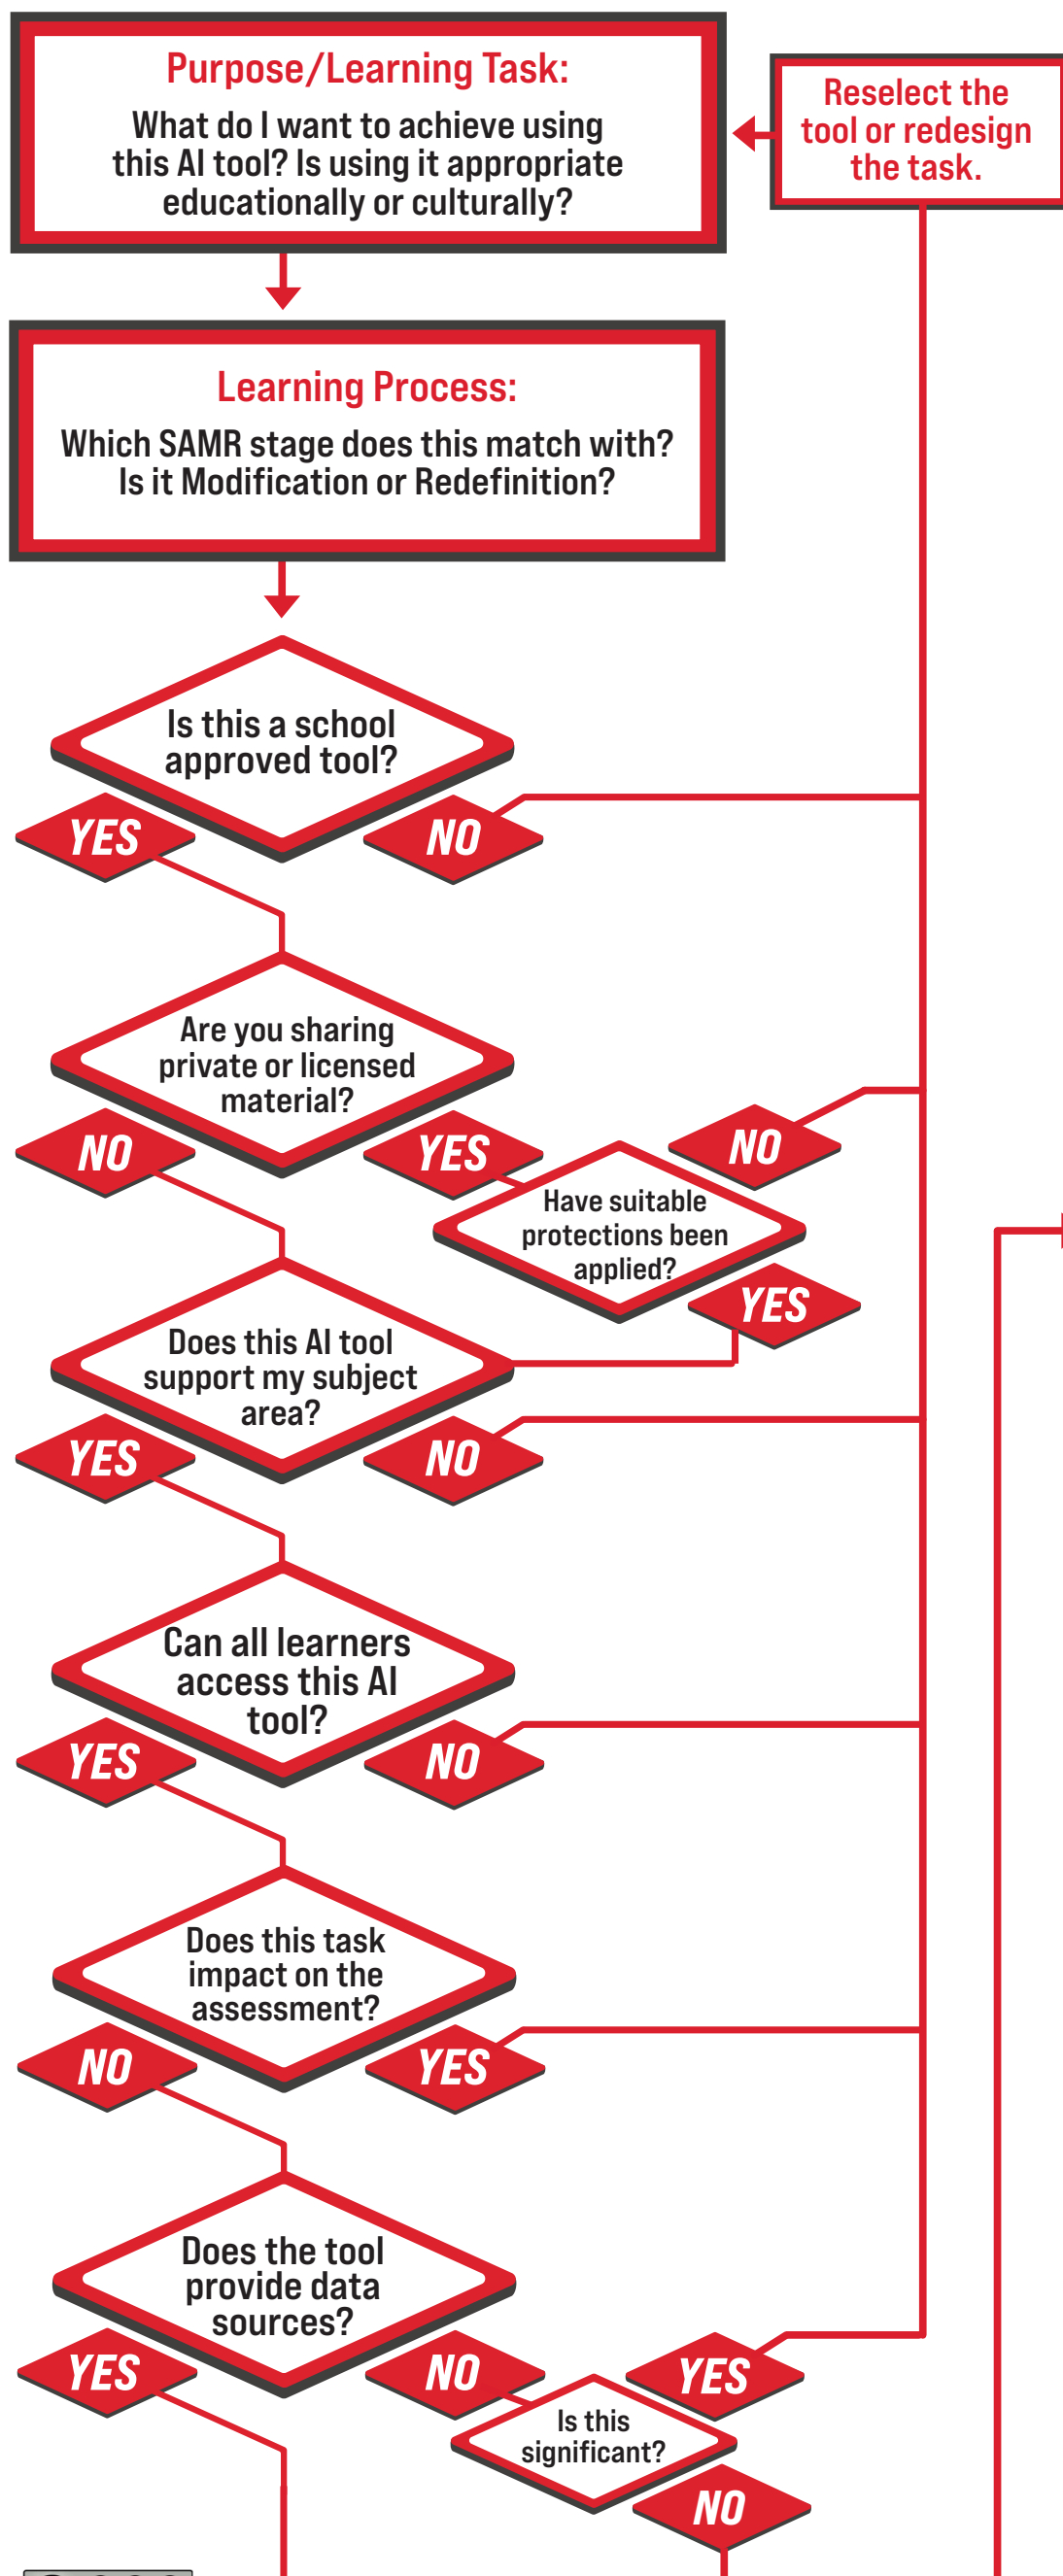 Purpose/Learning Task:
What do I want to achieve using
this AI tool? Is using it appropriate
educationally or culturally?
Reselect the
tool or redesign
the task.
Learning Process:
Which SAMR stage does this match with?
Is it Modification or Redefinition?
Is this a school
approved tool?
YES
NO
Are you sharing
private or licensed
material?
NO
YES
NO
Have suitable
protections been
applied?
YES
Does this AI tool
support my subject
area?
YES
NO
Can all learners
access this AI
tool?
YES
NO
Does this task
impact on the
assessment?
NO
YES
Does the tool
provide data
sources?
YES
NO
YES
Is this
significant?
NO